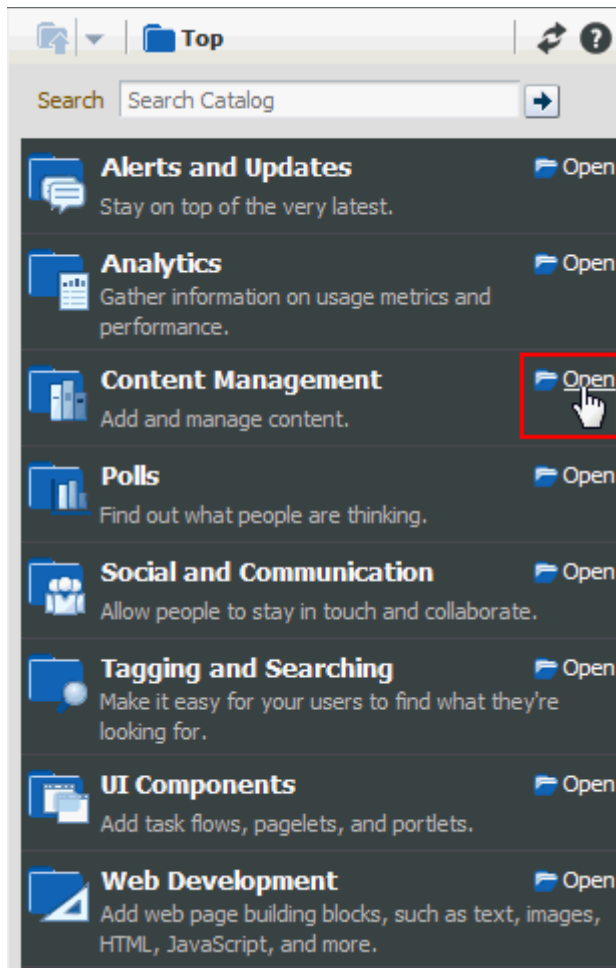 Top
Search Search Catalog
Alerts and Updates Open
Stay on top of the very latest.
Analytics Open
Gather information on usage metrics and
performance.
Content Management Open
Add and manage content.
Polls Open
Find out what people are thinking.
Social and Communication Open
Allow people to stay in touch and collaborate.
Tagging and Searching Open
Make it easy for your users to find what they're
looking for.
UI Components Open
Add task flows, pagelets, and portlets.
Web Development Open
Add web page building blocks, such as text, images,
HTML, JavaScript, and more.